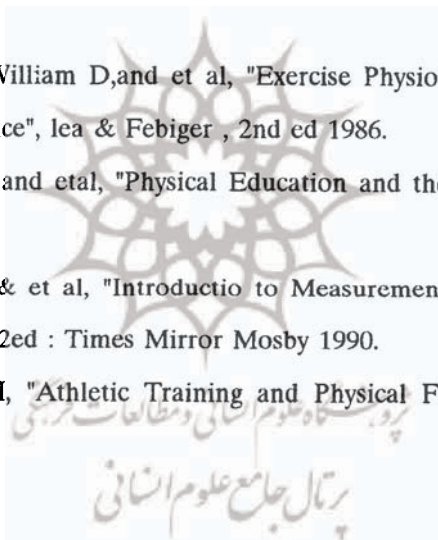 William D,and et al, "Exercise Physio
ce", lea & Febiger , 2nd ed 1986.
and etal, "Physical Education and the
& et al, "Introductio to Measuremen
2ed : Times Mirror Mosby 1990.
, "Athletic Training and Physical F
پژوهشگاه علوم انسانی و مطالعات فرهنگی
پرتال جامع علوم انسانی